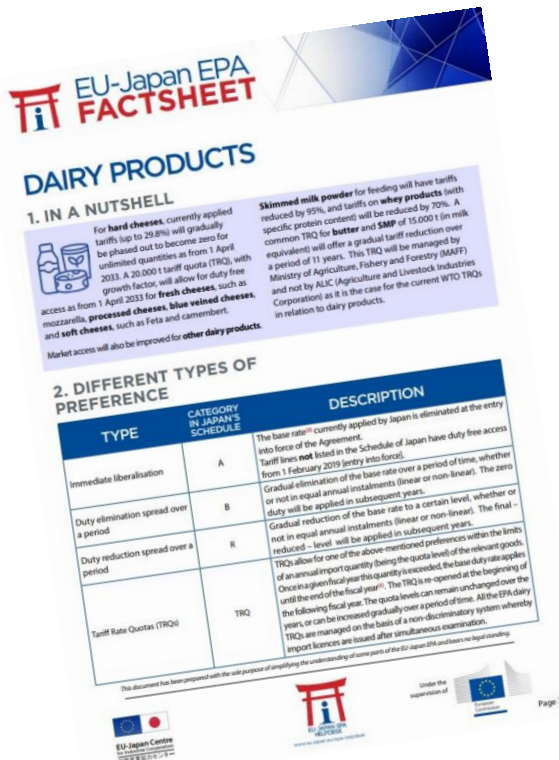 EU-Japan EPA
FACTSHEET
DAIRY PRODUCTS
1. IN A NUTSHELL
For hard cheeses, currently applied
tariffs (up to 29.8%) will gradually
be phased out to become zero for
unlimited quantities as from 1 April
2033. A 20.000 t tariff quota (TRQ), with
growth factor, will allow for duty free
access as from 1 April 2033 for fresh cheeses, such as
mozzarella, processed cheeses, blue veined cheeses,
and soft cheeses, such as Feta and camembert.
Market access will also be improved for other dairy products.
Skimmed milk powder for feeding will have tariffs
reduced by 95%, and tariffs on whey products (with
specific protein content) will be reduced by 70%. A
common TRQ for butter and SMP of 15.000 t (in milk
equivalent) will offer a gradual tariff reduction over
a period of 11 years. This TRQ will be managed by
Ministry of Agriculture, Fishery and Forestry (MAFF)
and not by ALIC (Agriculture and Livestock Industries
Corporation) as it is the case for the current WTO TRQs
in relation to dairy products.
2. DIFFERENT TYPES OF
PREFERENCE
TYPE
CATEGORY
IN JAPAN'S
SCHEDULE
DESCRIPTION
Immediate liberalisation
A
The base rate currently applied by Japan is eliminated at the entry
into force of the Agreement.
Tariff lines not listed in the Schedule of Japan have duty free access
from 1 February 2019 (entry into force).
Duty elimination spread over
a period
B
Gradual elimination of the base rate over a period of time, whether
or not in equal annual instalments (linear or non-linear). The zero
duty will be applied in subsequent years.
Duty reduction spread over a
period
R
Gradual reduction of the base rate to a certain level, whether or
not in equal annual instalments (linear or non-linear). The final –
reduced – level will be applied in subsequent years.
Tariff Rate Quotas (TRQs)
TRQ
TRQs allow for one of the above-mentioned preferences within the limits
of an annual import quantity (being the quota level) of the relevant goods.
Once in a given fiscal year this quantity is exceeded, the base duty rate applies
until the end of the fiscal year. The TRQ is re-opened at the beginning of
the following fiscal year. The quota levels can remain unchanged over the
years, or can be increased gradually over a period of time. All the EPA dairy
TRQs are managed on the basis of a non-discriminatory system whereby
import licences are issued after simultaneous examination.
This document has been prepared with the sole purpose of simplifying the understanding of some parts of the EU-Japan EPA and bears no legal standing.
EU-Japan Centre
for Industrial Cooperation
EU-JAPAN EPA
HELPDESK
Under the
supervision of
European
Commission
Page